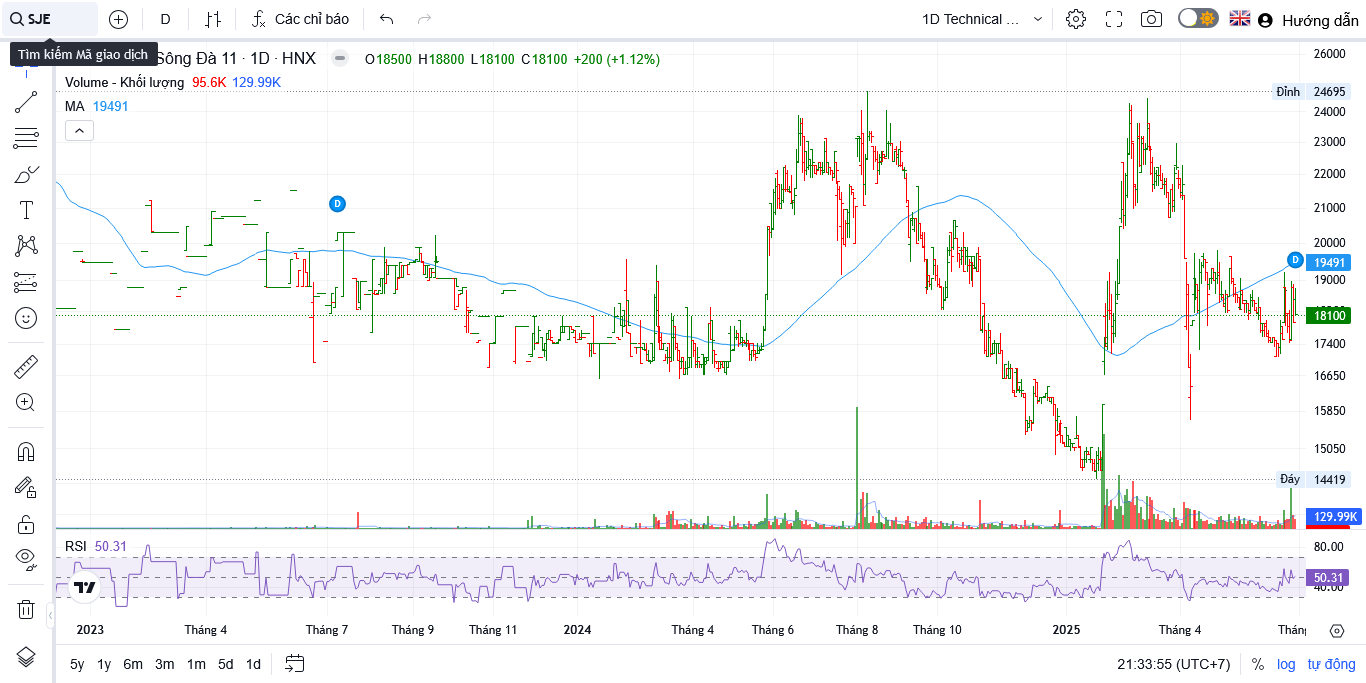 SJE
D
Các chỉ báo
1D Technical ...
Hướng dẫn
Tìm kiếm Mã giao dịch
Sông Đà 11 · 1D · HNX
O18500 H18800 L18100 C18100 +200 (+1.12%)
Volume - Khối lượng 95.6K 129.99K
MA 19491
D
D
26000
Đỉnh 24695
24000
23000
22000
21000
20000
19491
19000
18100
17400
16650
15850
15050
Đáy 14419
129.99K
RSI 50.31
80.00
50.31
40.00
2023 Tháng 4 Tháng 7 Tháng 9 Tháng 11 2024 Tháng 4 Tháng 6 Tháng 8 Tháng 10 2025 Tháng 4 Thán
5y 1y 6m 3m 1m 5d 1d
21:33:55 (UTC+7) % log tự động